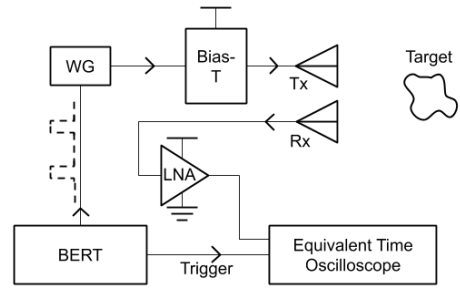 WG
Bias-
T
Tx
Target
Rx
LNA
BERT
Trigger
Equivalent Time
Oscilloscope